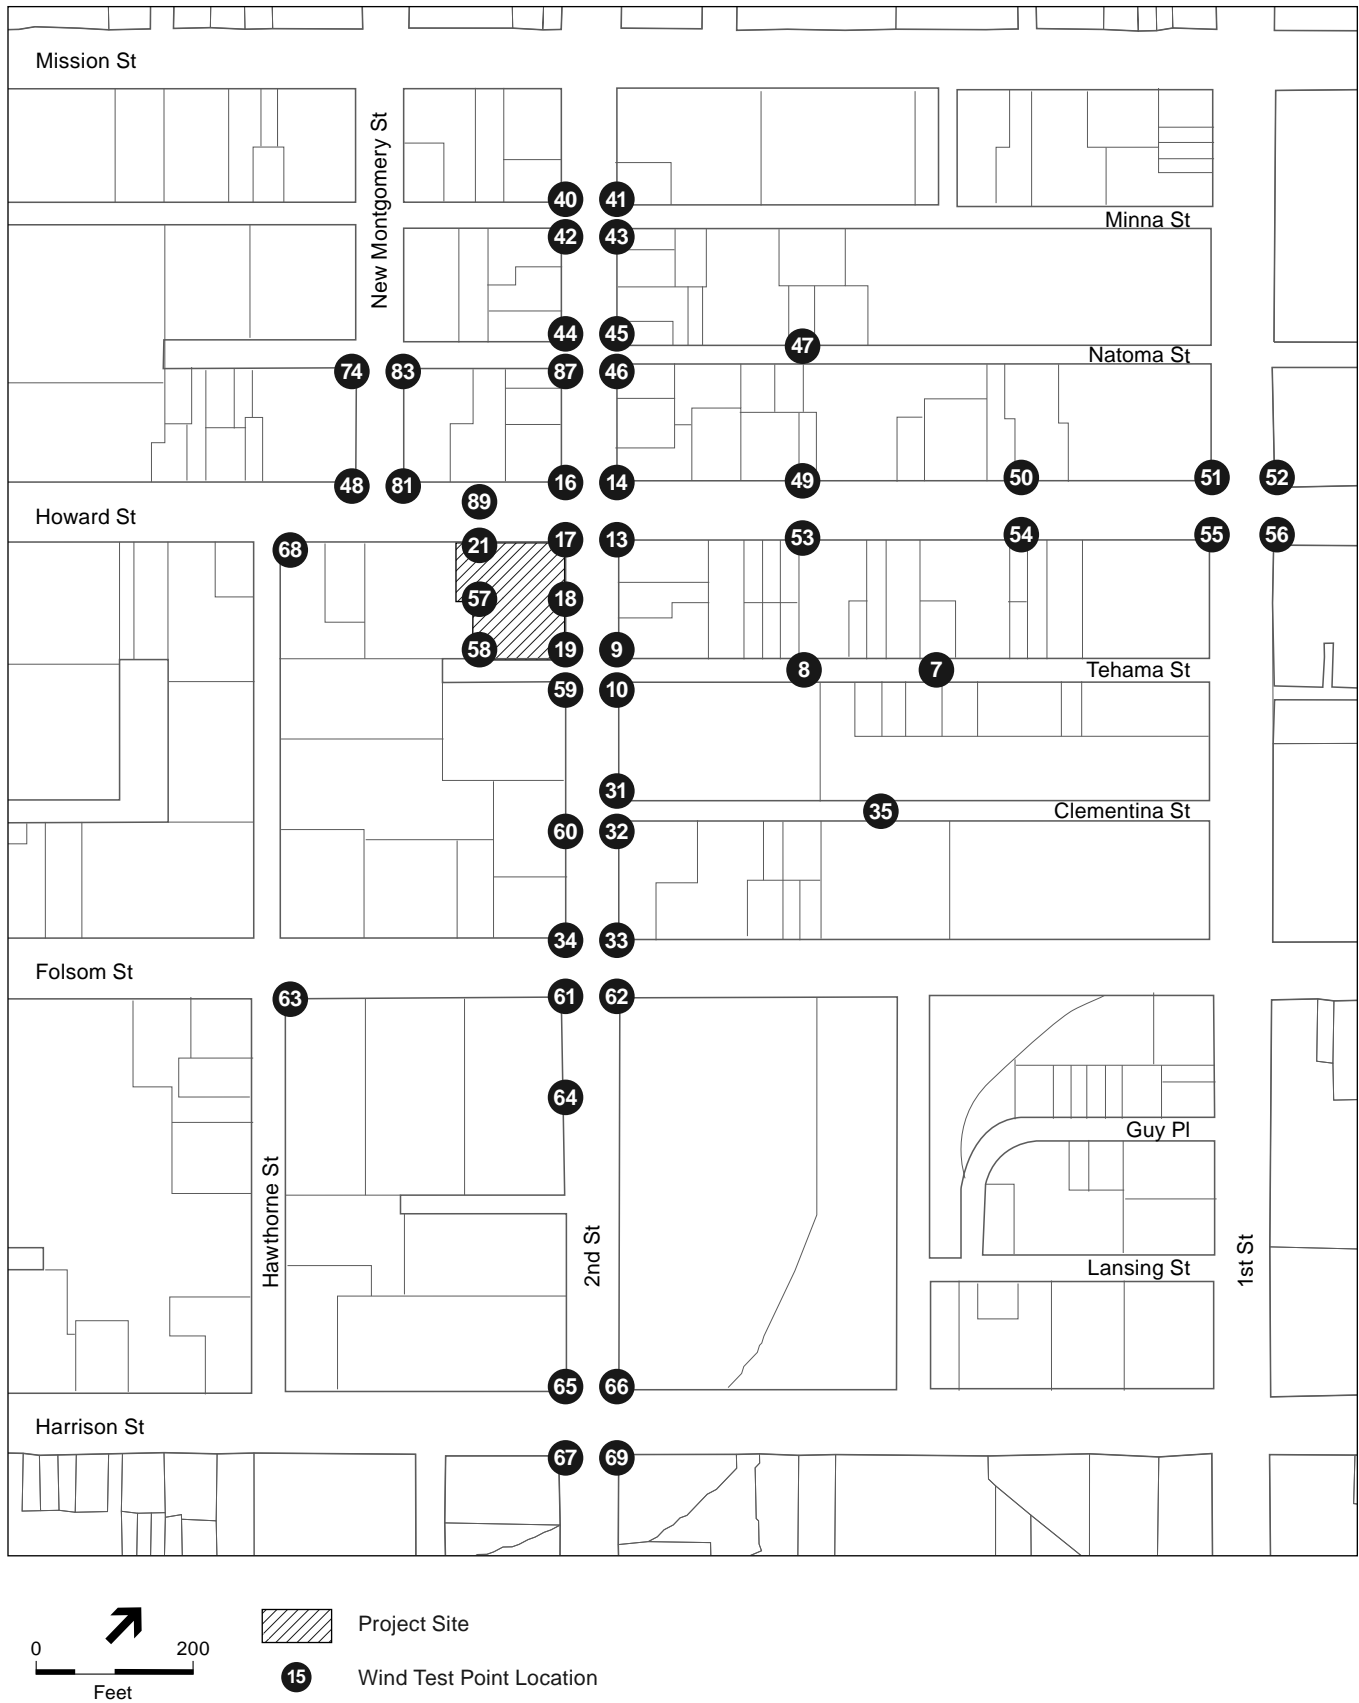 Mission St
New Montgomery St
40 41
Minna St
42 43
44 45
47
Natoma St
74 83 87 46
48 81 16 14 49 50 51 52
89
Howard St
68 21 17 13 53 54 55 56
57 18
58 19 9
8 7 Tehama St
59 10
31
35 Clementina St
60 32
34 33
Folsom St
63 61 62
64
Guy Pl
Hawthorne St
2nd St
1st St
Lansing St
65 66
Harrison St
67 69
0 200
Feet
Project Site
15 Wind Test Point Location